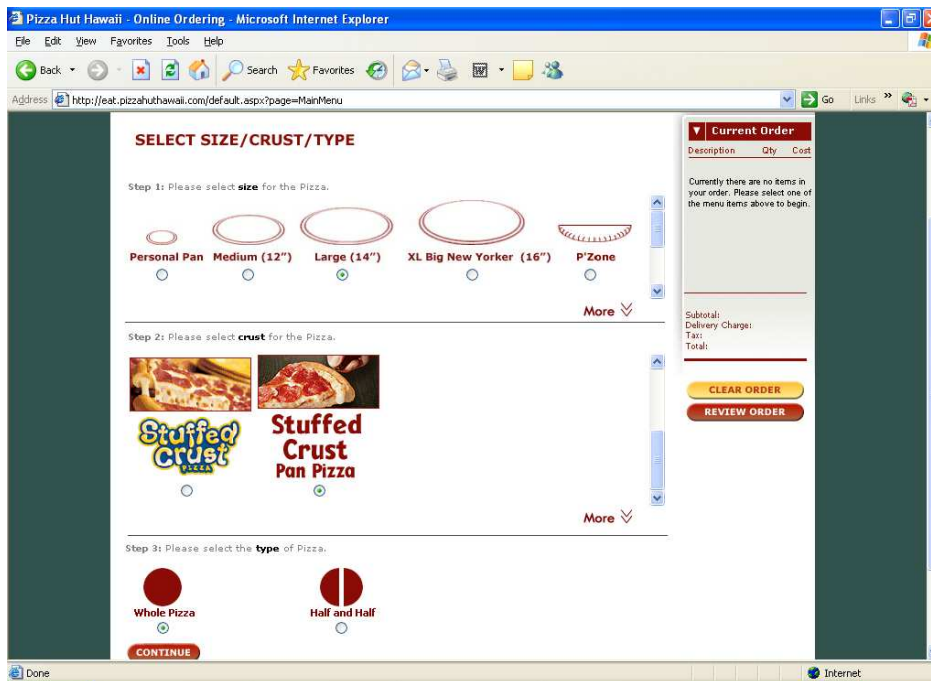 Pizza Hut Hawaii - Online Ordering - Microsoft Internet Explorer
File Edit View Favorites Tools Help
Back Search Favorites
Address http://eat.pizzahuthawaii.com/default.aspx?page=MainMenu Go Links »
SELECT SIZE/CRUST/TYPE
Step 1: Please select size for the Pizza.
Personal Pan Medium (12") Large (14") XL Big New Yorker (16") P'Zone
More
Step 2: Please select crust for the Pizza.
Stuffed
Crust
PIZZA
Stuffed
Crust
Pan Pizza
More
Step 3: Please select the type of Pizza.
Whole Pizza Half and Half
CONTINUE
Current Order
Description Qty Cost
Currently there are no items in
your order. Please select one of
the menu items above to begin.
Subtotal:
Delivery Charge:
Tax:
Total:
CLEAR ORDER
REVIEW ORDER
Done Internet